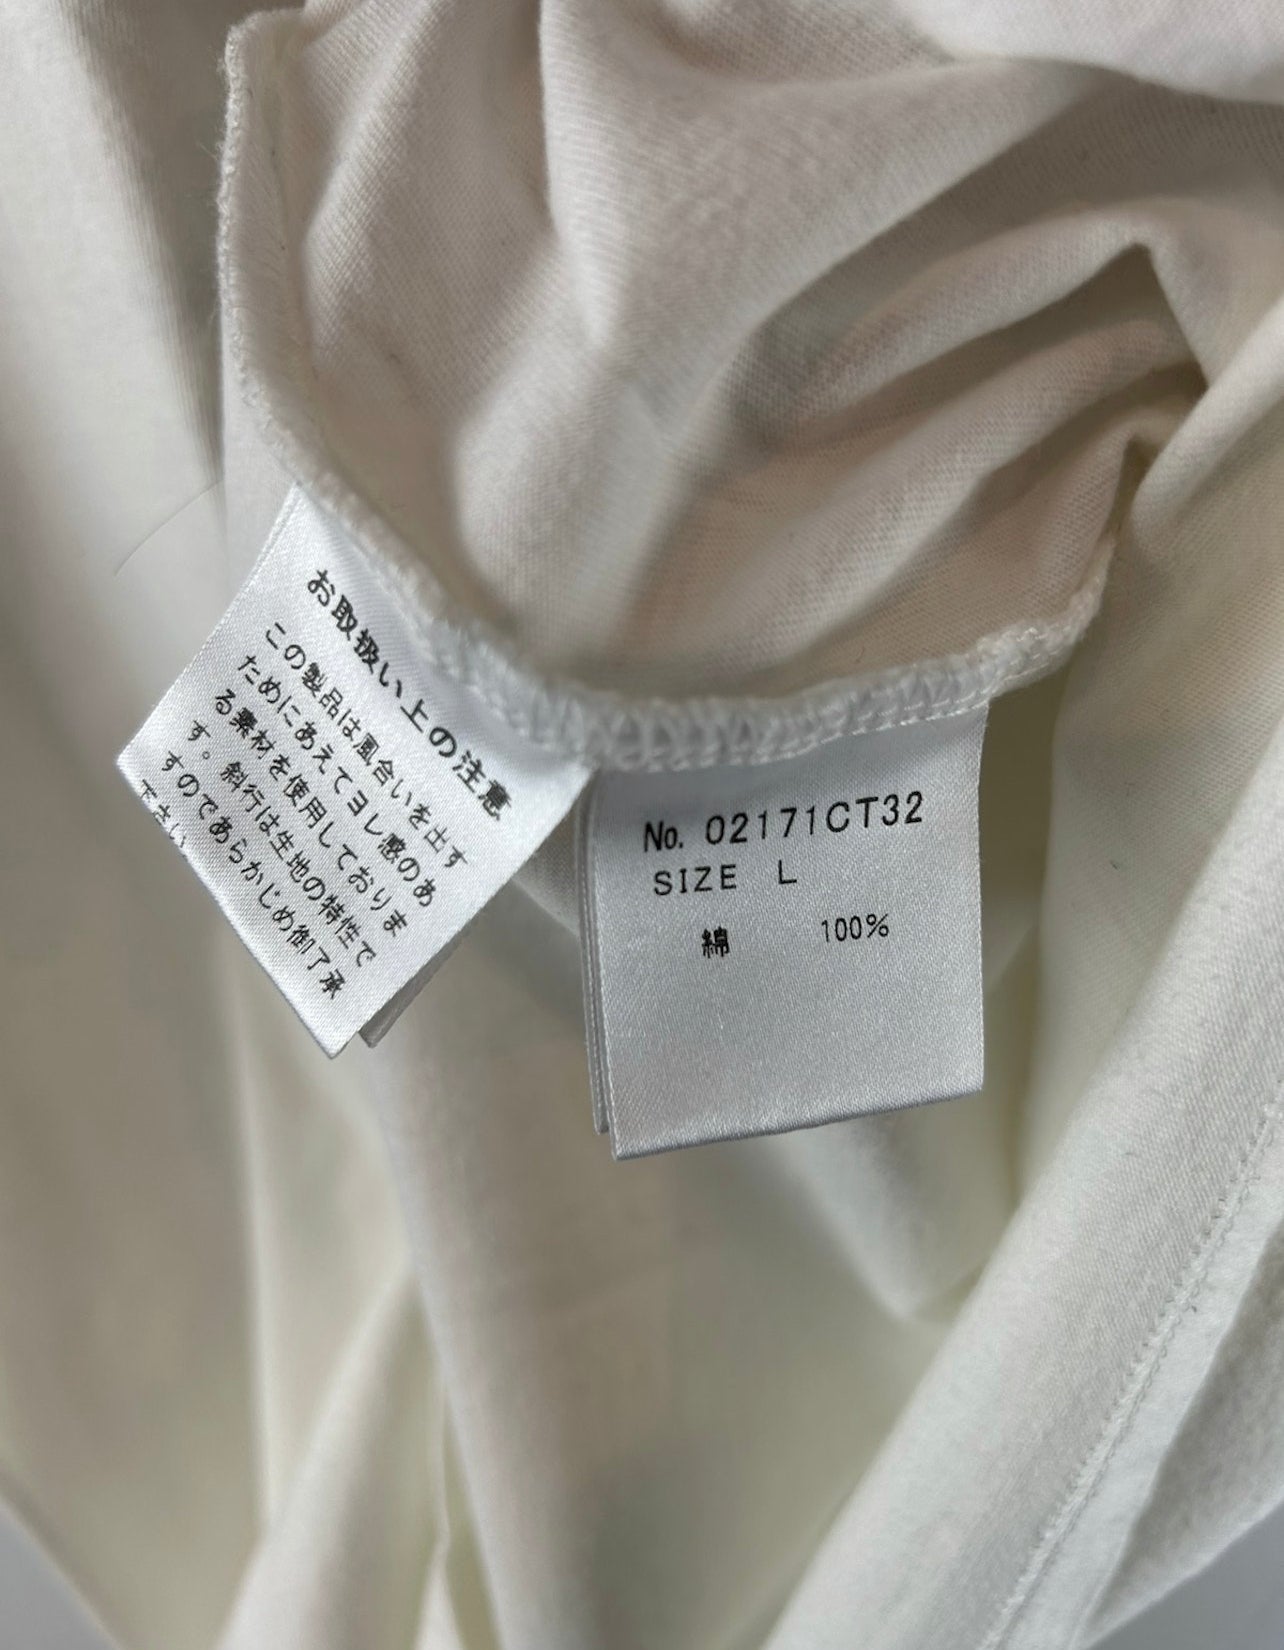 お取扱い上の注意
この製品は風合いを出す
ためにあえてヨレ感のあ
る素材を使用しておりま
す。斜行は生地の特性で
すのであらかじめ御了承
下さい。
No. 02171CT32
SIZE L
綿 100%